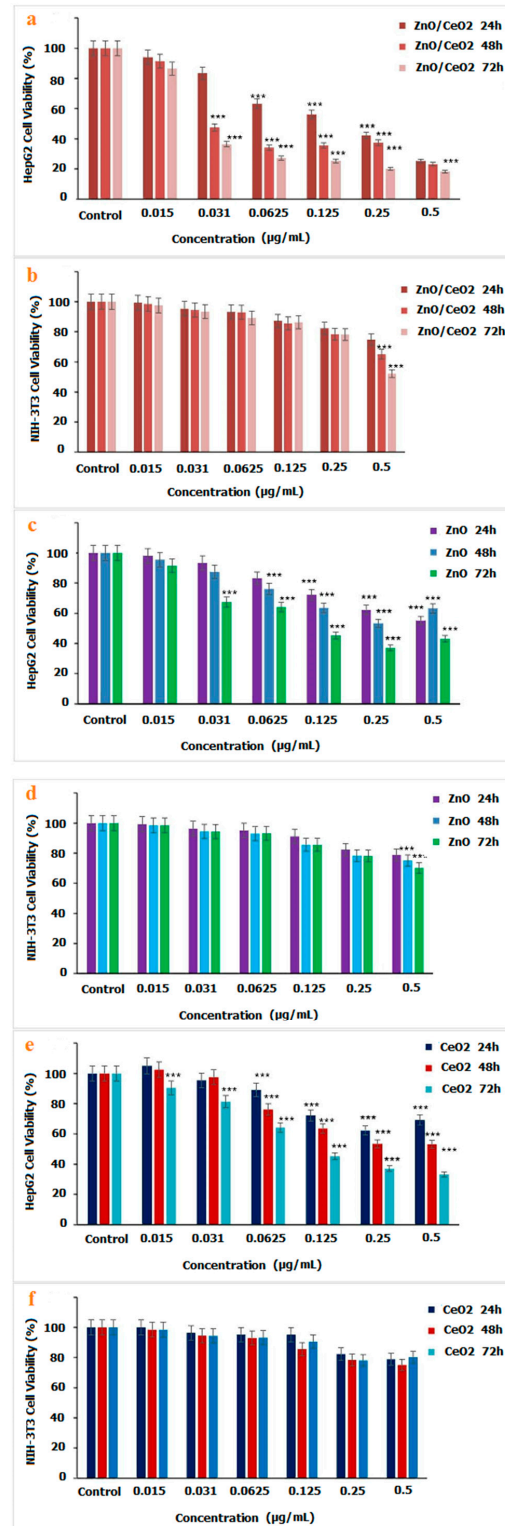 a
ZnO/CeO2 24h
ZnO/CeO2 48h
ZnO/CeO2 72h
HepG2 Cell Viability (%)
120
100
80
60
40
20
0
*** *** *** *** *** *** *** *** *** *** *** *** ***
Control 0.015 0.031 0.0625 0.125 0.25 0.5
Concentration (µg/mL)
b
ZnO/CeO2 24h
ZnO/CeO2 48h
ZnO/CeO2 72h
NIH-3T3 Cell Viability (%)
120
100
80
60
40
20
0
*** ***
Control 0.015 0.031 0.0625 0.125 0.25 0.5
Concentration (µg/mL)
c
ZnO 24h
ZnO 48h
ZnO 72h
HepG2 Cell Viability (%)
120
100
80
60
40
20
0
*** *** *** *** *** *** *** *** *** *** *** ***
Control 0.015 0.031 0.0625 0.125 0.25 0.5
Concentration (µg/mL)
d
ZnO 24h
ZnO 48h
ZnO 72h
NIH-3T3 Cell Viability (%)
120
100
80
60
40
20
0
***
Control 0.015 0.031 0.0625 0.125 0.25 0.5
Concentration (µg/mL)
e
CeO2 24h
CeO2 48h
CeO2 72h
HepG2 Cell Viability (%)
120
100
80
60
40
20
0
*** *** *** *** *** *** *** *** *** *** *** *** *** ***
Control 0.015 0.031 0.0625 0.125 0.25 0.5
Concentration (µg/mL)
f
CeO2 24h
CeO2 48h
CeO2 72h
NIH-3T3 Cell Viability (%)
120
100
80
60
40
20
0
Control 0.015 0.031 0.0625 0.125 0.25 0.5
Concentration (µg/mL)